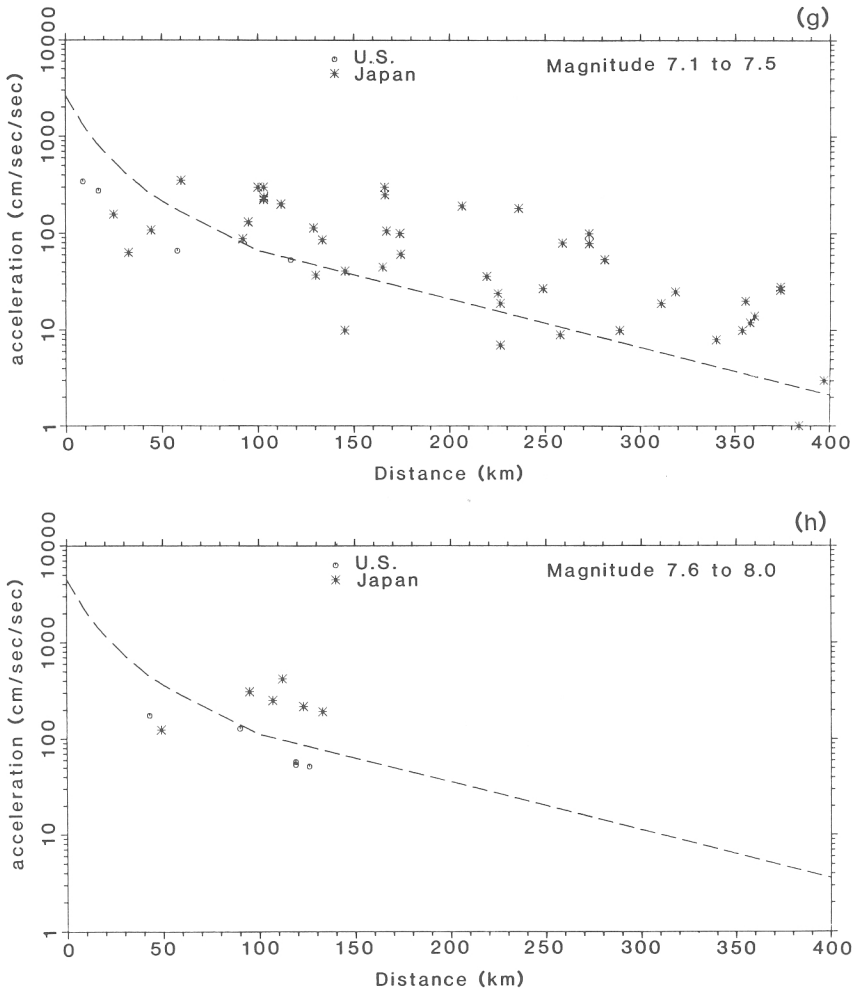 (g)
10000
1000
100
10
1
acceleration (cm/sec/sec)
U.S.
Japan
Magnitude 7.1 to 7.5
0 50 100 150 200 250 300 350 400
Distance (km)
(h)
10000
1000
100
10
1
acceleration (cm/sec/sec)
U.S.
Japan
Magnitude 7.6 to 8.0
0 50 100 150 200 250 300 350 400
Distance (km)